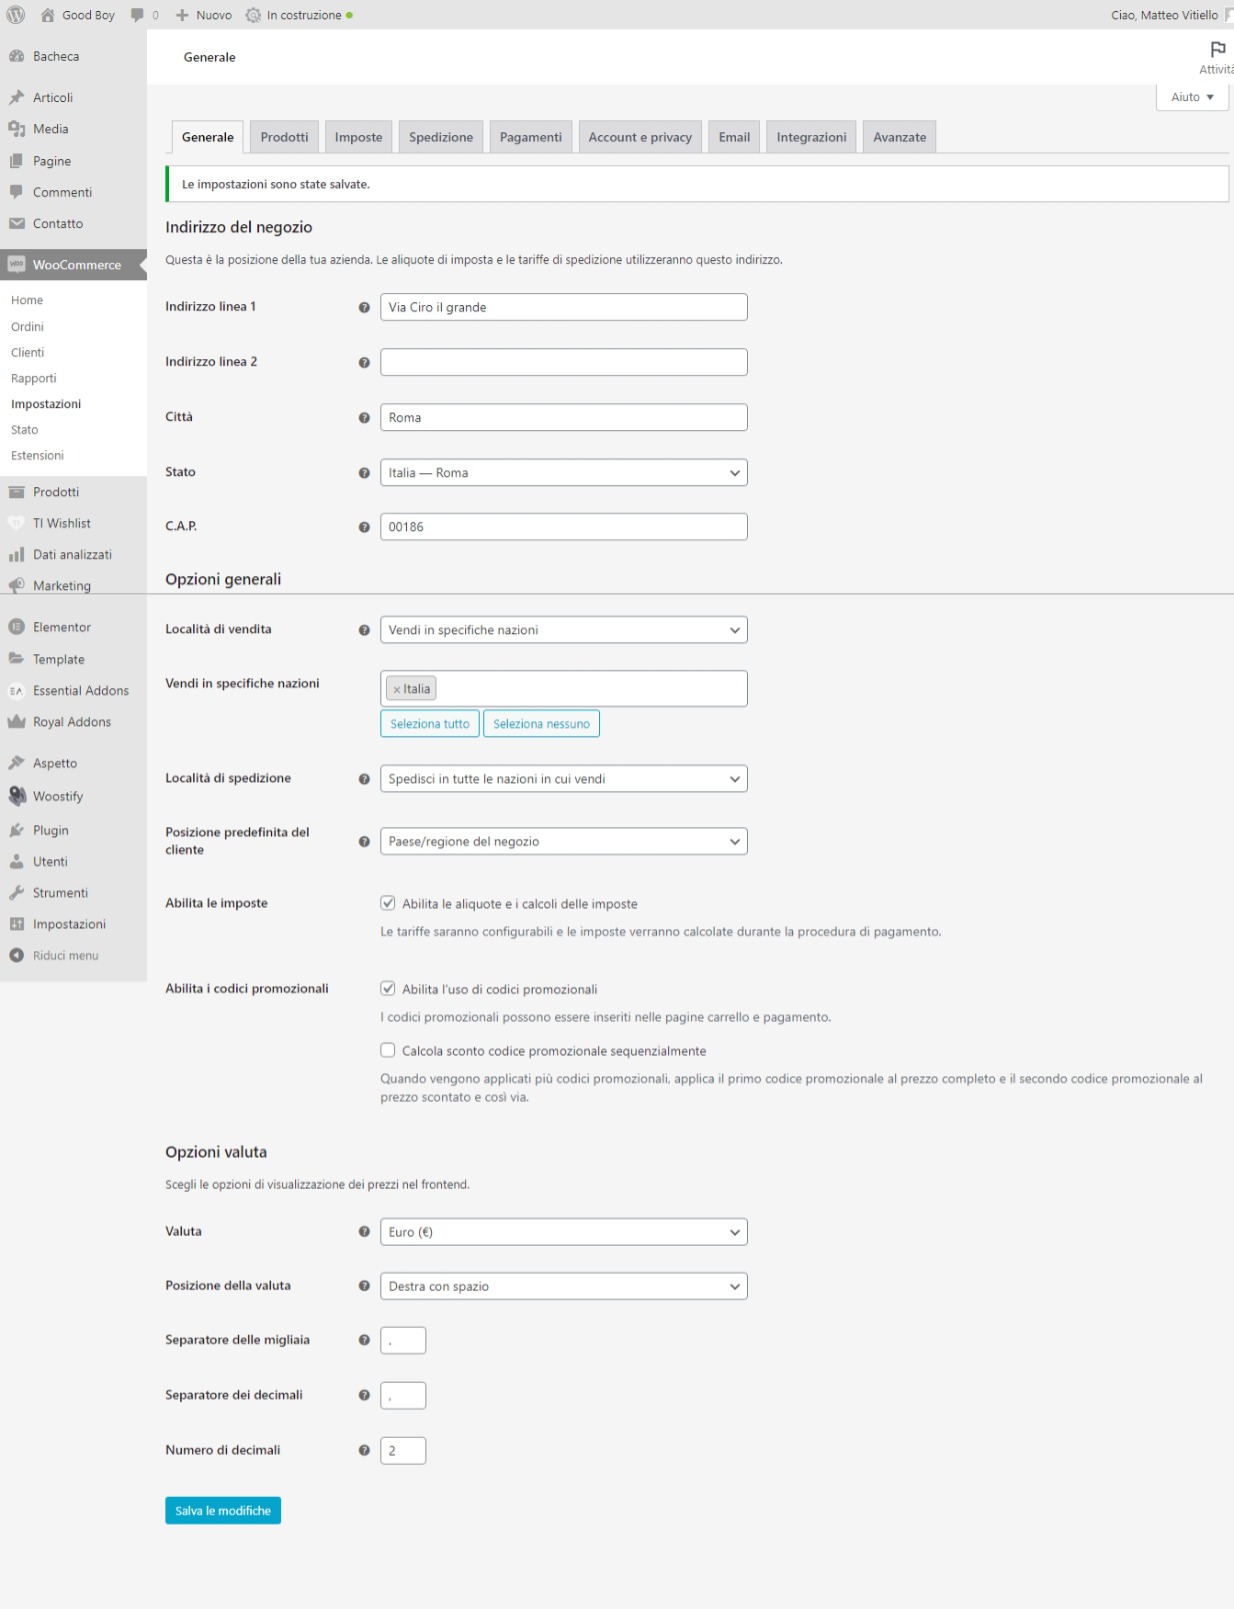 Good Boy 0 Nuovo In costruzione Ciao, Matteo Vitiello
Bacheca
Articoli
Media
Pagine
Commenti
Contatto
WooCommerce
Home
Ordini
Clienti
Rapporti
Impostazioni
Stato
Estensioni
Prodotti
TI Wishlist
Dati analizzati
Marketing
Elementor
Template
Essential Addons
Royal Addons
Aspetto
Woostify
Plugin
Utenti
Strumenti
Impostazioni
Riduci menu
Generale
Attività
Aiuto
Generale Prodotti Imposte Spedizione Pagamenti Account e privacy Email Integrazioni Avanzate
Le impostazioni sono state salvate.
Indirizzo del negozio
Questa è la posizione della tua azienda. Le aliquote di imposta e le tariffe di spedizione utilizzeranno questo indirizzo.
Indirizzo linea 1 Via Ciro il grande
Indirizzo linea 2
Città Roma
Stato Italia — Roma
C.A.P. 00186
Opzioni generali
Località di vendita Vendi in specifiche nazioni
Vendi in specifiche nazioni × Italia
Seleziona tutto Seleziona nessuno
Località di spedizione Spedisci in tutte le nazioni in cui vendi
Posizione predefinita del
cliente Paese/regione del negozio
Abilita le imposte Abilita le aliquote e i calcoli delle imposte
Le tariffe saranno configurabili e le imposte verranno calcolate durante la procedura di pagamento.
Abilita i codici promozionali Abilita l'uso di codici promozionali
I codici promozionali possono essere inseriti nelle pagine carrello e pagamento.
Calcola sconto codice promozionale sequenzialmente
Quando vengono applicati più codici promozionali, applica il primo codice promozionale al prezzo completo e il secondo codice promozionale al
prezzo scontato e così via.
Opzioni valuta
Scegli le opzioni di visualizzazione dei prezzi nel frontend.
Valuta Euro (€)
Posizione della valuta Destra con spazio
Separatore delle migliaia .
Separatore dei decimali ,
Numero di decimali 2
Salva le modifiche